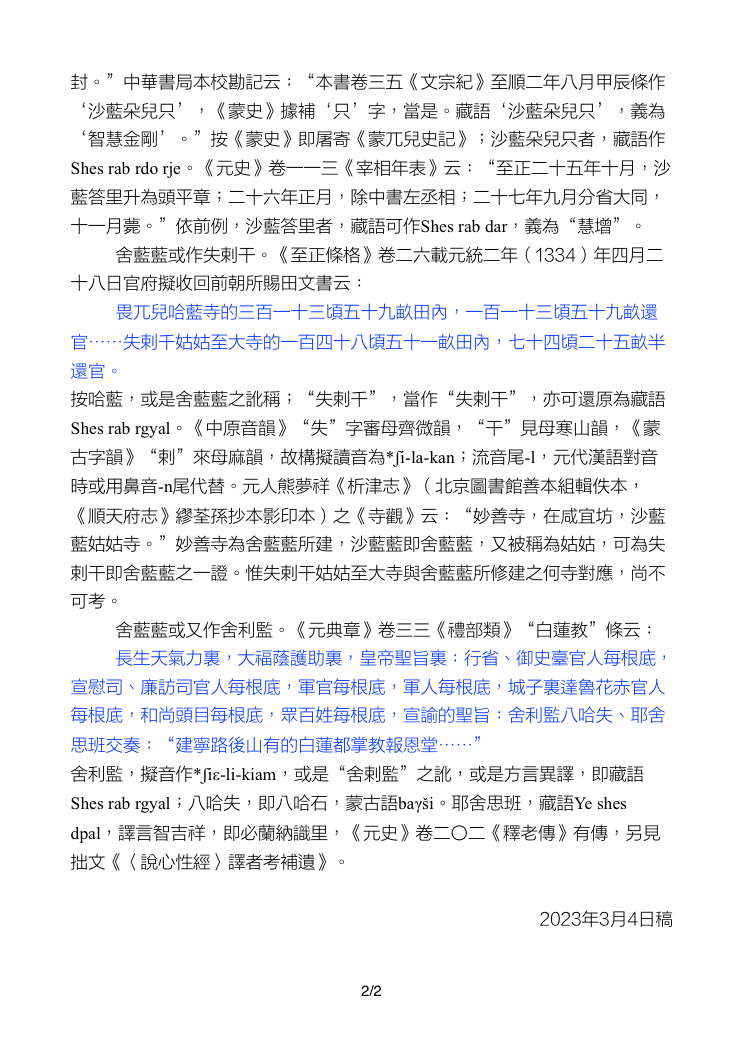 封。”中華書局本校勘記云：“本書卷三五《文宗紀》至順二年八月甲辰條作
‘沙藍朵兒只’，《蒙史》據補‘只’字，當是。藏語‘沙藍朵兒只’，義為
‘智慧金剛’。”按《蒙史》即屠寄《蒙兀兒史記》；沙藍朵兒只者，藏語作
Shes rab rdo rje。《元史》卷一一三《宰相年表》云：“至正二十五年十月，沙
藍答里升為頭平章；二十六年正月，除中書左丞相；二十七年九月分省大同，
十一月薨。”依前例，沙藍答里者，藏語可作Shes rab dar，義為“慧增”。
舍藍藍或作失剌干。《至正條格》卷二六載元統二年（1334）年四月二
十八日官府擬收回前朝所賜田文書云：
畏兀兒哈藍寺的三百一十三頃五十九畝田內，一百一十三頃五十九畝還
官⋯⋯失剌千姑姑至大寺的一百四十八頃五十一畝田內，七十四頃二十五畝半
還官。
按哈藍，或是舍藍藍之訛稱；“失剌千”，當作“失剌干”，亦可還原為藏語
Shes rab rgyal。《中原音韻》“失”字審母齊微韻，“干”見母寒山韻，《蒙
古字韻》“剌”來母麻韻，故構擬讀音為*ʃi-la-kan；流音尾-l，元代漢語對音
時或用鼻音-n尾代替。元人熊夢祥《析津志》（北京圖書館善本組輯佚本，
《順天府志》繆荃孫抄本影印本）之《寺觀》云：“妙善寺，在咸宜坊，沙藍
藍姑姑寺。”妙善寺為舍藍藍所建，沙藍藍即舍藍藍，又被稱為姑姑，可為失
剌干即舍藍藍之一證。惟失剌干姑姑至大寺與舍藍藍所修建之何寺對應，尚不
可考。
舍藍藍或又作舍利監。《元典章》卷三三《禮部類》“白蓮教”條云：
長生天氣力裏，大福蔭護助裏，皇帝聖旨裏：行省、御史臺官人每根底，
宣慰司、廉訪司官人每根底，軍官每根底，軍人每根底，城子裏達魯花赤官人
每根底，和尚頭目每根底，眾百姓每根底，宣諭的聖旨：舍利監八哈失、耶舍
思班交奏：“建寧路後山有的白蓮都掌教報恩堂⋯⋯”
舍利監，擬音作*ʃiɛ-li-kiam，或是“舍剌監”之訛，或是方言異譯，即藏語
Shes rab rgyal；八哈失，即八哈石，蒙古語baγši。耶舍思班，藏語Ye shes
dpal，譯言智吉祥，即必蘭納識里，《元史》卷二〇二《釋老傳》有傳，另見
拙文《〈說心性經〉譯者考補遺》。
2023年3月4日稿
2/2